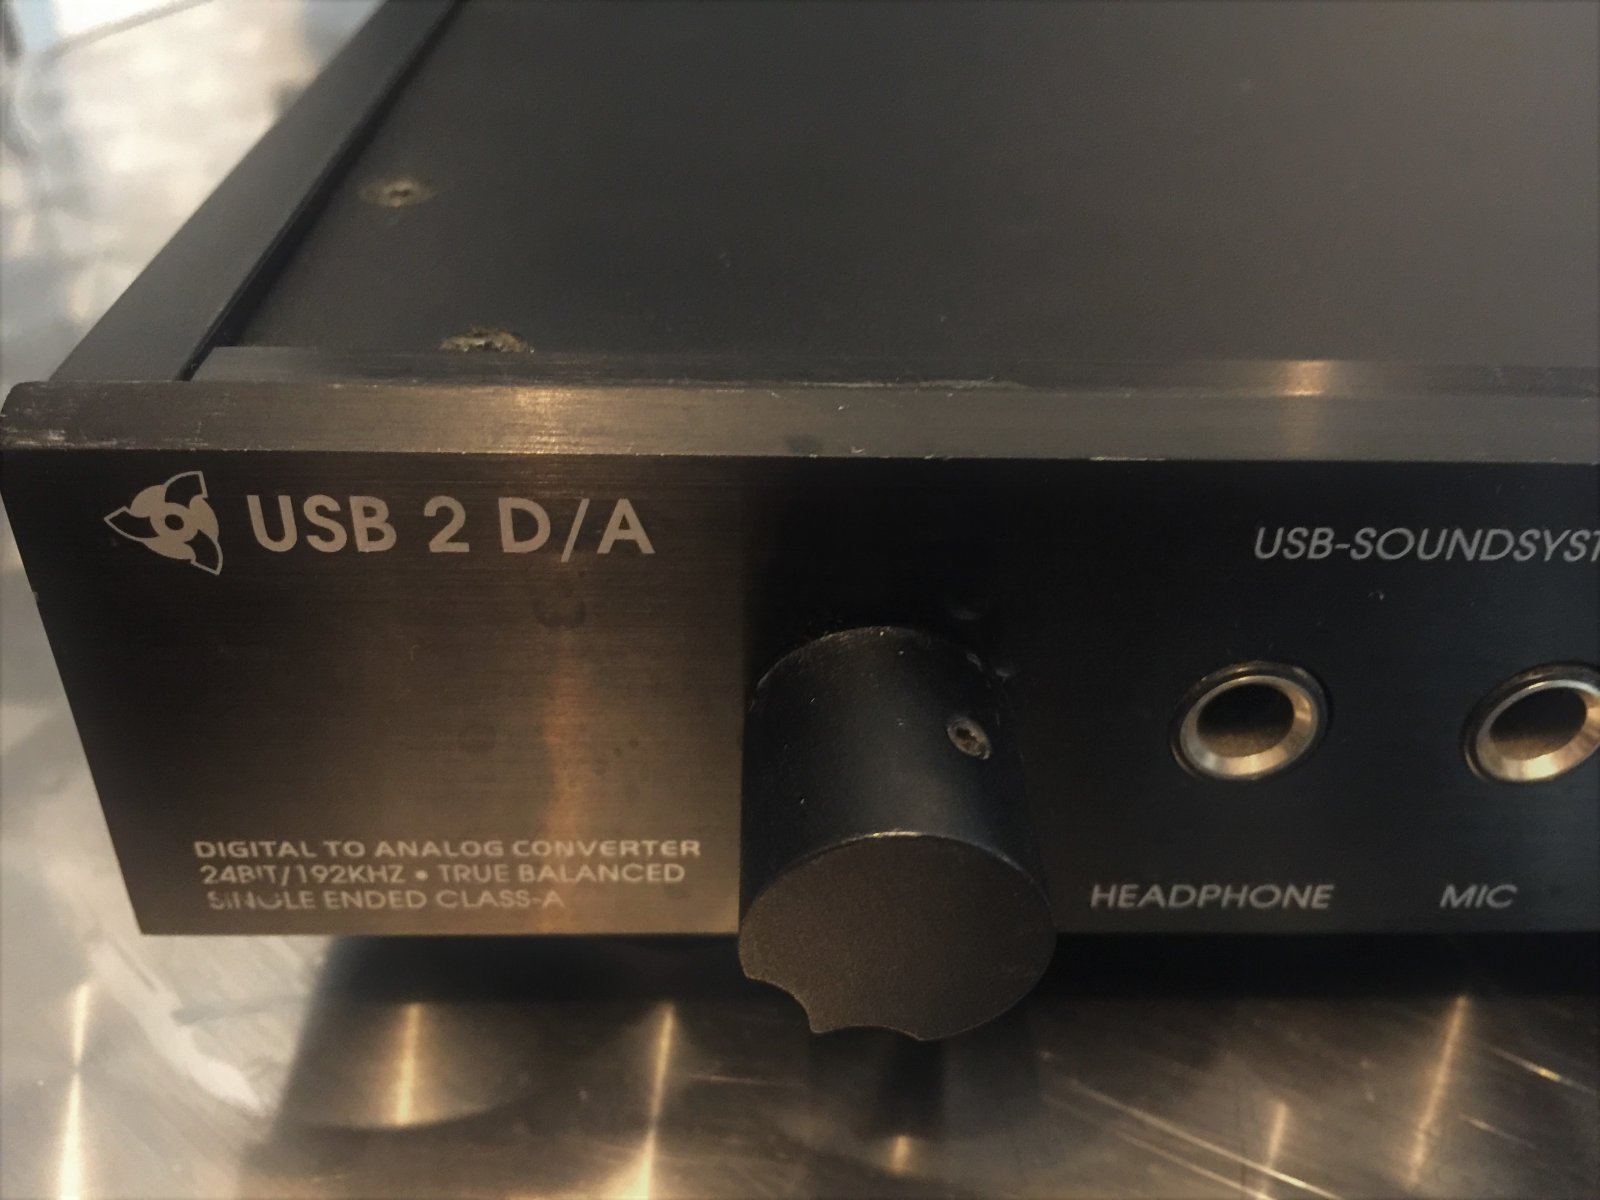 USB 2 D/A
USB-SOUNDSYST
DIGITAL TO ANALOG CONVERTER
24BIT/192KHZ • TRUE BALANCED
SINGLE ENDED CLASS-A
HEADPHONE
MIC